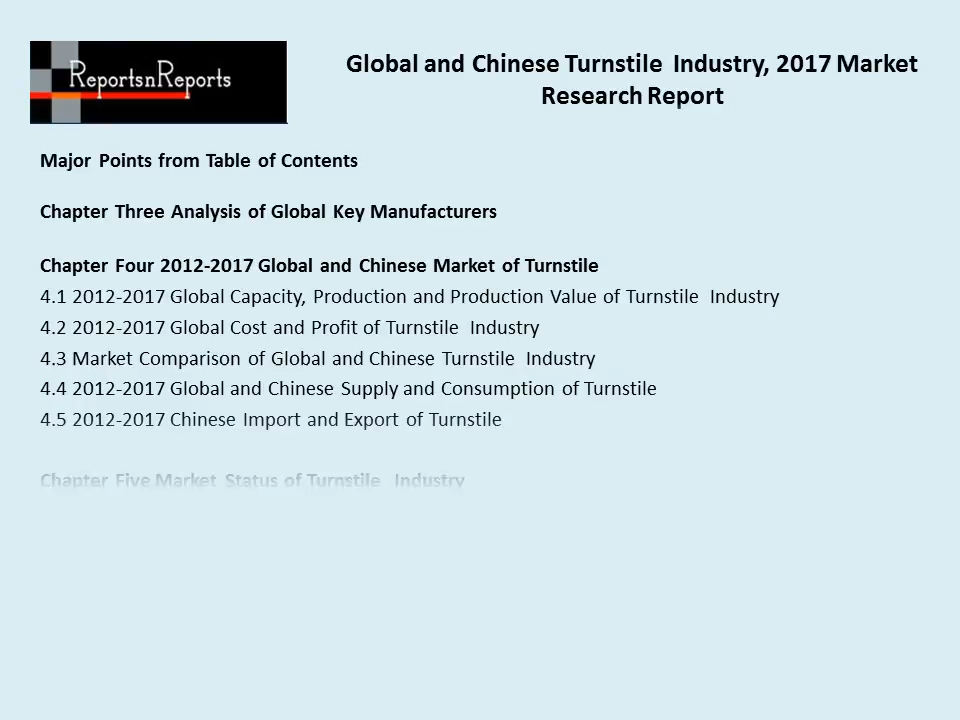 ReportsnReports
Global and Chinese Turnstile Industry, 2017 Market
Research Report
Major Points from Table of Contents
Chapter Three Analysis of Global Key Manufacturers
Chapter Four 2012-2017 Global and Chinese Market of Turnstile
4.1 2012-2017 Global Capacity, Production and Production Value of Turnstile Industry
4.2 2012-2017 Global Cost and Profit of Turnstile Industry
4.3 Market Comparison of Global and Chinese Turnstile Industry
4.4 2012-2017 Global and Chinese Supply and Consumption of Turnstile
4.5 2012-2017 Chinese Import and Export of Turnstile
Chapter Five Market Status of Turnstile Industry